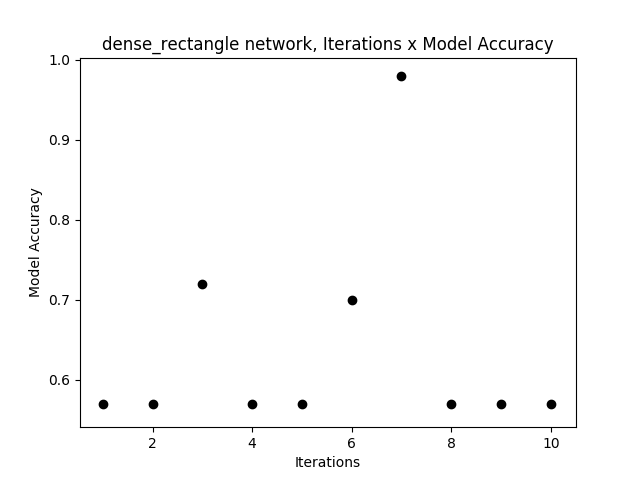 dense_rectangle network, Iterations x Model Accuracy
1.0
0.9
0.8
0.7
0.6
Model Accuracy
2 4 6 8 10
Iterations